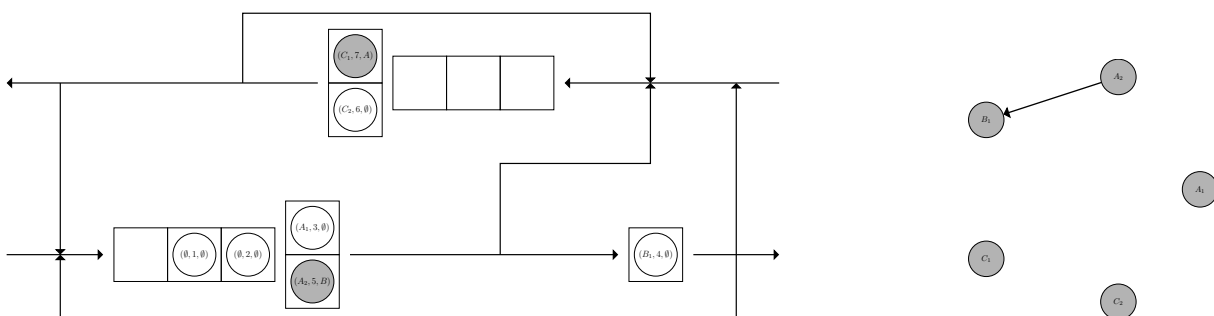 (C₁, 7, A)
(C₂, 6, ∅)
(∅, 1, ∅)
(∅, 2, ∅)
(A₁, 3, ∅)
(A₂, 5, B)
(B₁, 4, ∅)
A₂
B₁
A₁
C₁
C₂